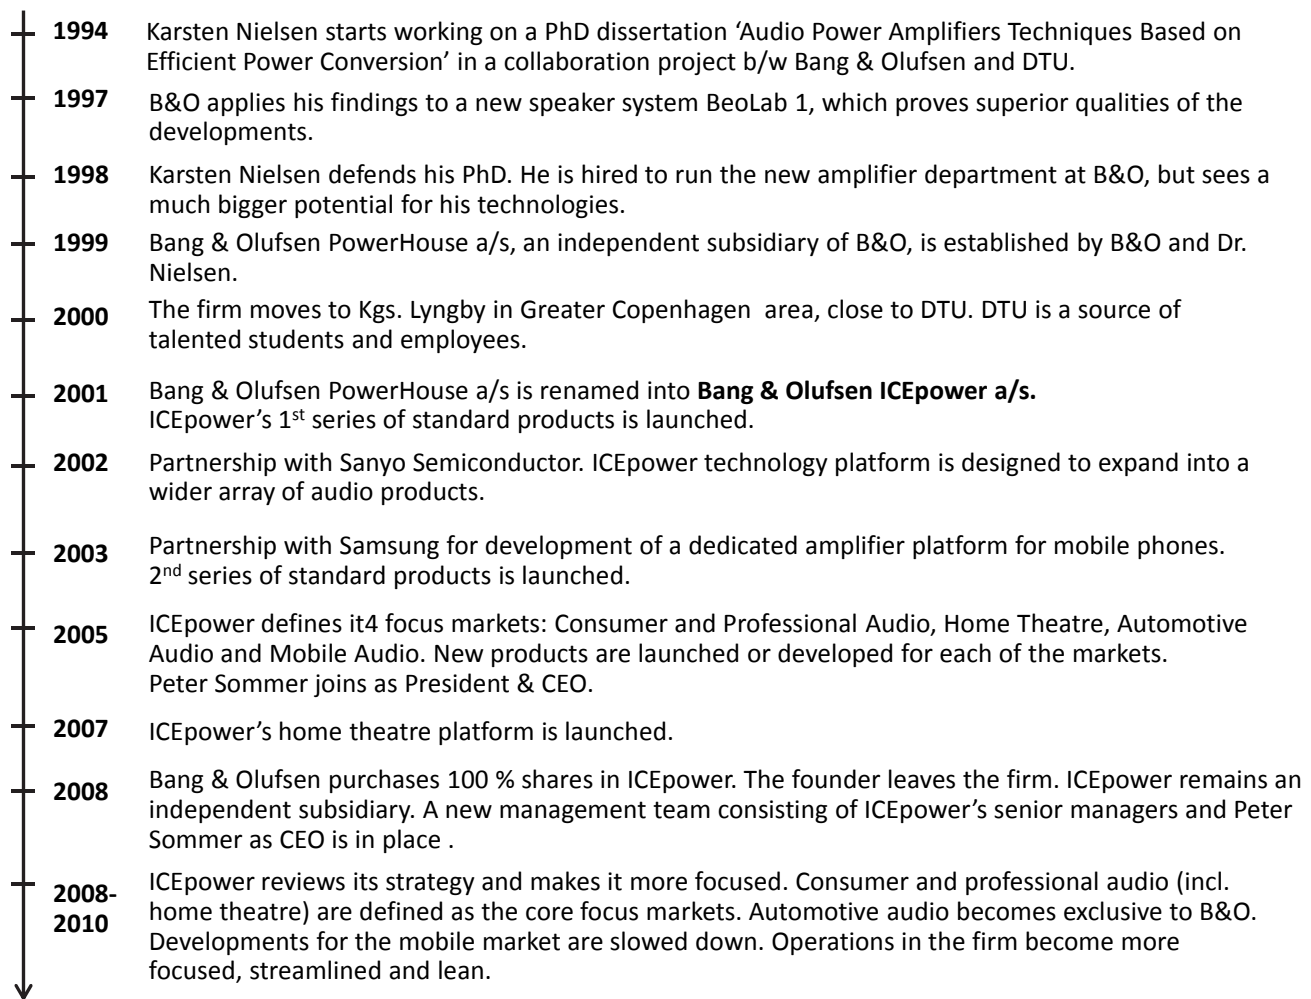 1994 Karsten Nielsen starts working on a PhD dissertation ‘Audio Power Amplifiers Techniques Based on
Efficient Power Conversion’ in a collaboration project b/w Bang & Olufsen and DTU.
1997 B&O applies his findings to a new speaker system BeoLab 1, which proves superior qualities of the
developments.
1998 Karsten Nielsen defends his PhD. He is hired to run the new amplifier department at B&O, but sees a
much bigger potential for his technologies.
1999 Bang & Olufsen PowerHouse a/s, an independent subsidiary of B&O, is established by B&O and Dr.
Nielsen.
2000 The firm moves to Kgs. Lyngby in Greater Copenhagen area, close to DTU. DTU is a source of
talented students and employees.
2001 Bang & Olufsen PowerHouse a/s is renamed into Bang & Olufsen ICEpower a/s.
ICEpower’s 1st series of standard products is launched.
2002 Partnership with Sanyo Semiconductor. ICEpower technology platform is designed to expand into a
wider array of audio products.
2003 Partnership with Samsung for development of a dedicated amplifier platform for mobile phones.
2nd series of standard products is launched.
2005 ICEpower defines it4 focus markets: Consumer and Professional Audio, Home Theatre, Automotive
Audio and Mobile Audio. New products are launched or developed for each of the markets.
Peter Sommer joins as President & CEO.
2007 ICEpower’s home theatre platform is launched.
2008 Bang & Olufsen purchases 100 % shares in ICEpower. The founder leaves the firm. ICEpower remains an
independent subsidiary. A new management team consisting of ICEpower’s senior managers and Peter
Sommer as CEO is in place .
2008-
2010
ICEpower reviews its strategy and makes it more focused. Consumer and professional audio (incl.
home theatre) are defined as the core focus markets. Automotive audio becomes exclusive to B&O.
Developments for the mobile market are slowed down. Operations in the firm become more
focused, streamlined and lean.